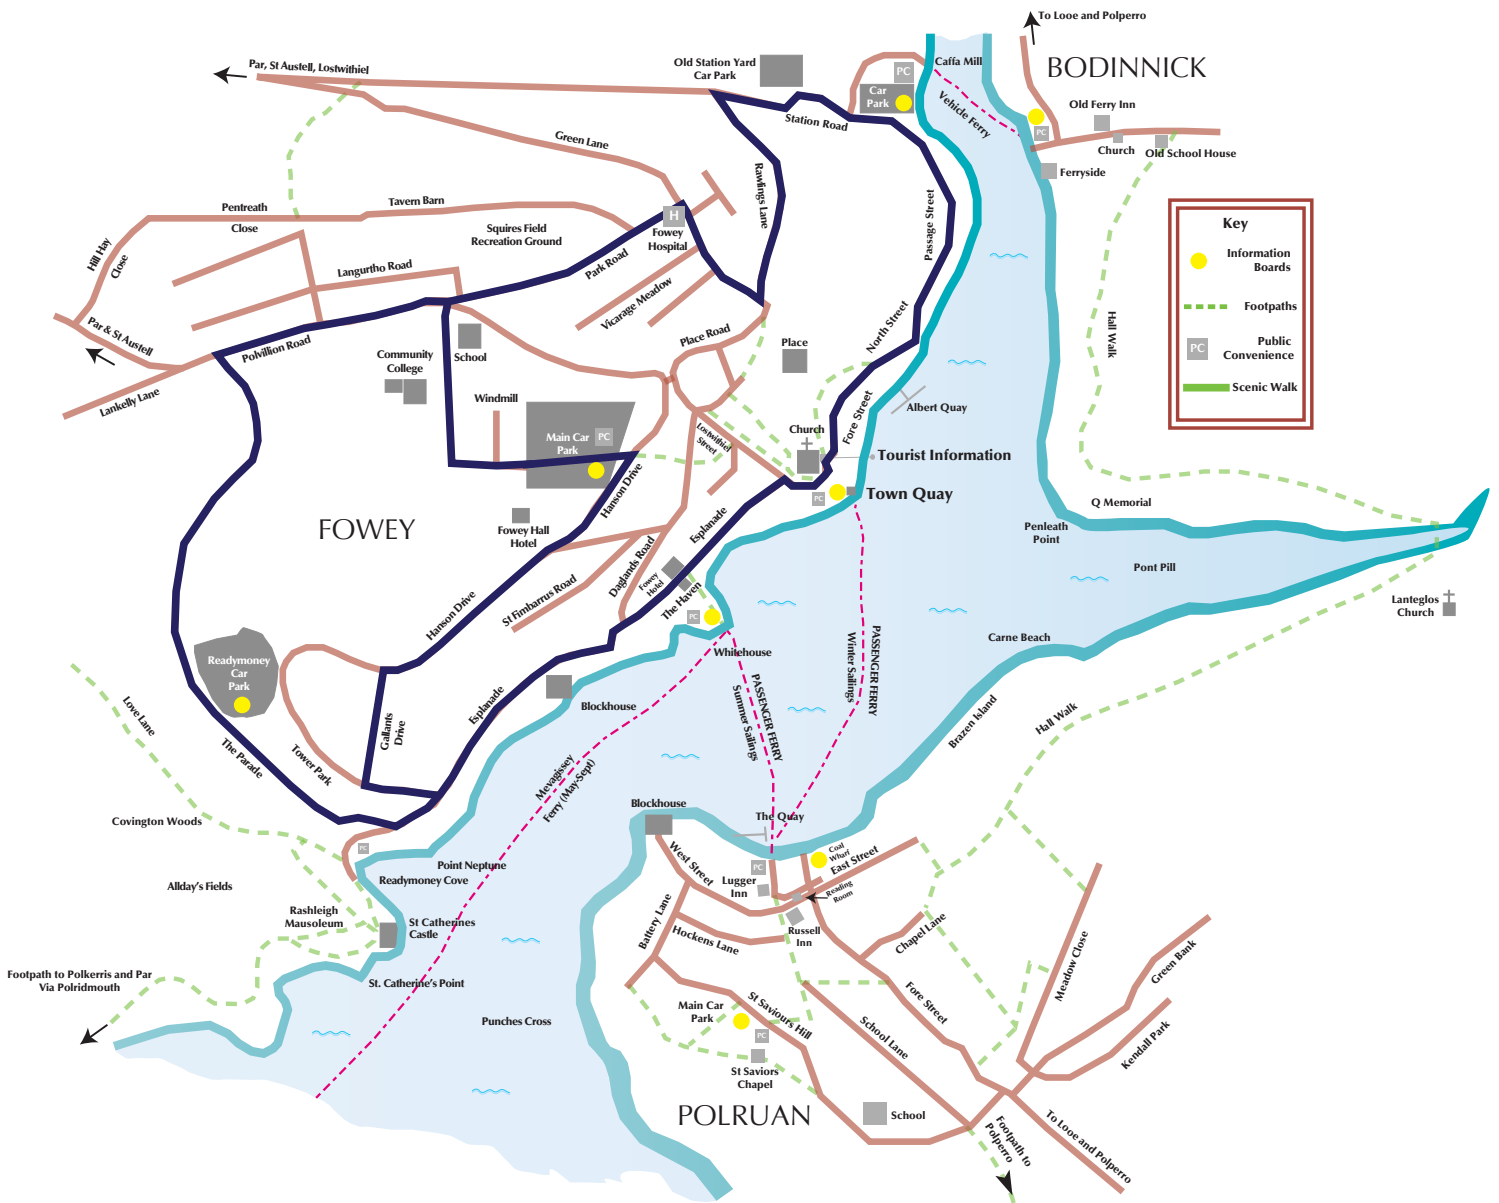 To Looe and Polperro
BODINNICK
Caffa Mill
Vehicle Ferry
Old Ferry Inn
Church
Old School House
Ferryside
PC
PC
Car
Park
Old Station Yard
Car Park
Par, St Austell, Lostwithiel
Station Road
Green Lane
Rawlings Lane
Passage Street
Pentreath
Close
Tavern Barn
Squires Field
Recreation Ground
H
Fowey
Hospital
Hill Hay
Close
Langurtho Road
Park Road
Vicarage Meadow
Par & St Austell
Polvillion Road
Lankelly Lane
Community
College
School
Place Road
Place
North Street
Fore Street
Albert Quay
Hall Walk
Key
Information
Boards
Footpaths
PC
Public
Convenience
Scenic Walk
Windmill
Main Car
Park
PC
Lostwithiel
Street
Church
Tourist Information
Town Quay
PC
Hanson Drive
FOWEY
Fowey Hall
Hotel
Esplanade
Daglands Road
Fowey
Hotel
The Haven
PC
St Fimbarrus Road
Hanson Drive
Q Memorial
Penleath
Point
Pont Pill
Lanteglos
Church
Carne Beach
Whitehouse
PASSENGER FERRY
Winter Sailings
PASSENGER FERRY
Summer Sailings
Readymoney
Car
Park
Love Lane
The Parade
Tower Park
Gallants
Drive
Esplanade
Blockhouse
Mevagissey
Ferry (May-Sept)
Brazen Island
Hall Walk
Blockhouse
The Quay
Covington Woods
PC
Point Neptune
Readymoney Cove
Allday's Fields
Rashleigh
Mausoleum
St Catherines
Castle
Footpath to Polkerris and Par
Via Polridmouth
St. Catherine's Point
Punches Cross
West Street
PC
Lugger
Inn
Coal
Wharf
East Street
Reading
Room
Russell
Inn
Battery Lane
Hockens Lane
Chapel Lane
Fore Street
Meadow Close
Green Bank
Kendall Park
Main Car
Park
St Saviours Hill
PC
School Lane
St Saviors
Chapel
POLRUAN
School
Footpath to
Polperro
To Looe and Polperro